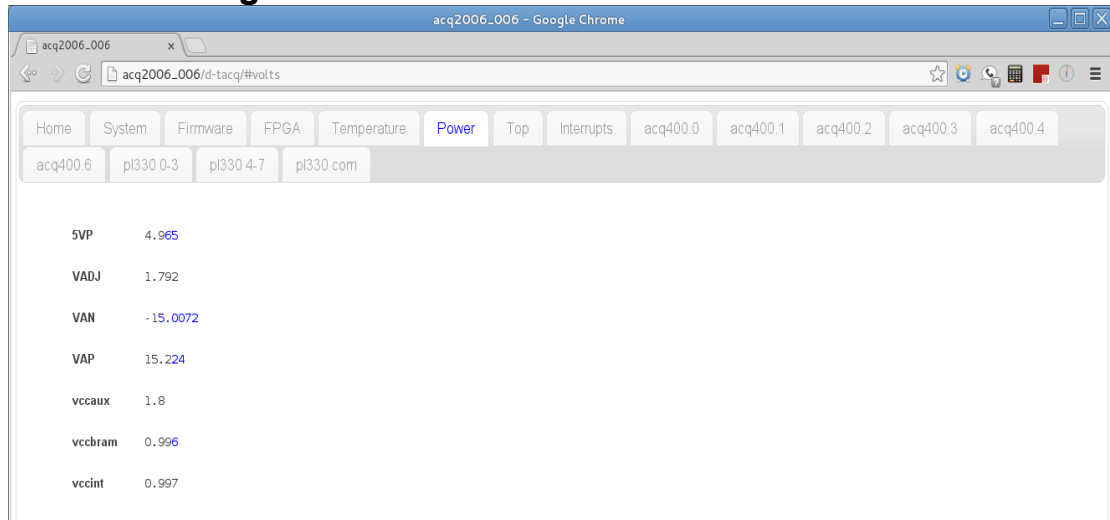 acq2006_006 - Google Chrome
acq2006_006 x
acq2006_006/d-tacq/#volts
Home System Firmware FPGA Temperature Power Top Interrupts acq400.0 acq400.1 acq400.2 acq400.3 acq400.4
acq400.6 pl330 0-3 pl330 4-7 pl330 com
5VP 4.965
VADJ 1.792
VAN -15.0072
VAP 15.224
vccaux 1.8
vccbram 0.996
vccint 0.997